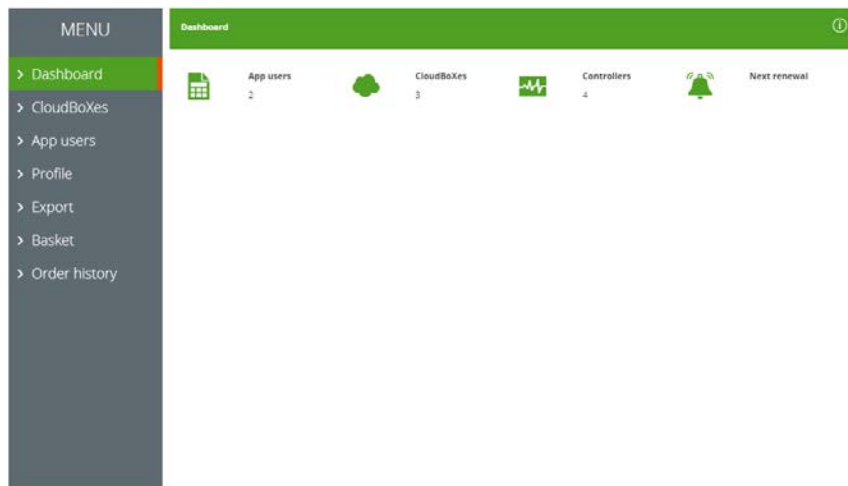 MENU
Dashboard
CloudBoXes
App users
Profile
Export
Basket
Order history
Dashboard
App users
2
CloudBoXes
3
Controllers
4
Next renewal